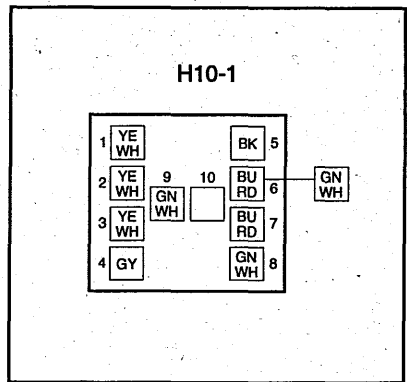 H10-1
1 YE WH
BK 5
2 YE WH
9 GN WH
10
BU RD 6
GN WH
3 YE WH
BU RD 7
4 GY
GN WH 8